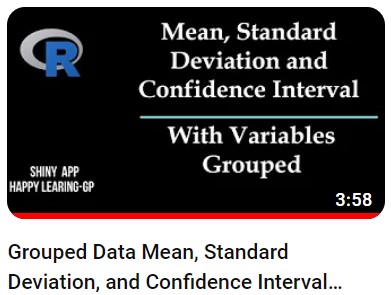 R
Mean, Standard
Deviation and
Confidence Interval
With Variables
Grouped
SHINY APP
HAPPY LEARING-GP
3:58
Grouped Data Mean, Standard
Deviation, and Confidence Interval...